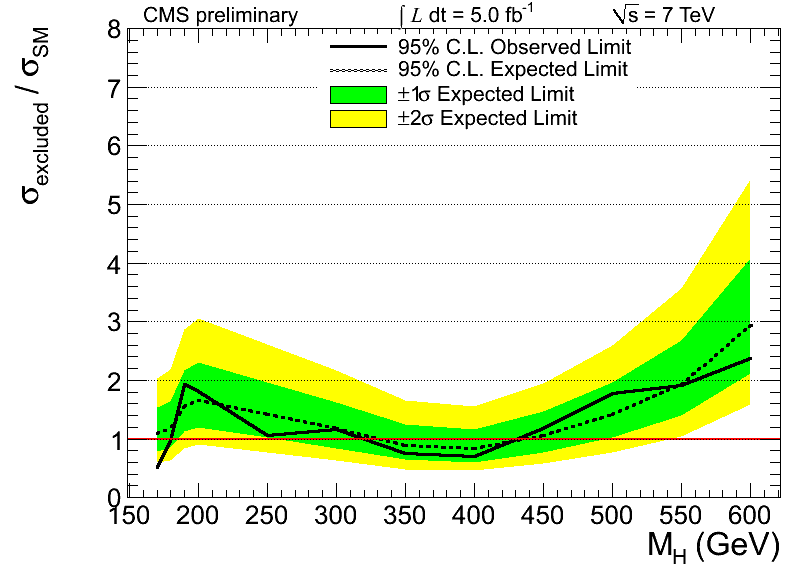 CMS preliminary ∫ L dt = 5.0 fb⁻¹ √s = 7 TeV
95% C.L. Observed Limit
95% C.L. Expected Limit
±1σ Expected Limit
±2σ Expected Limit
σexcluded / σSM
8
7
6
5
4
3
2
1
0
150 200 250 300 350 400 450 500 550 600
MH (GeV)